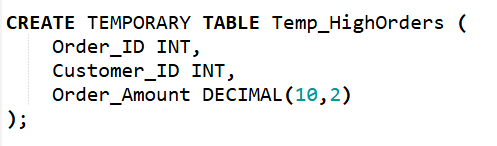 CREATE TEMPORARY TABLE Temp_HighOrders (
    Order_ID INT,
    Customer_ID INT,
    Order_Amount DECIMAL(10,2)
);